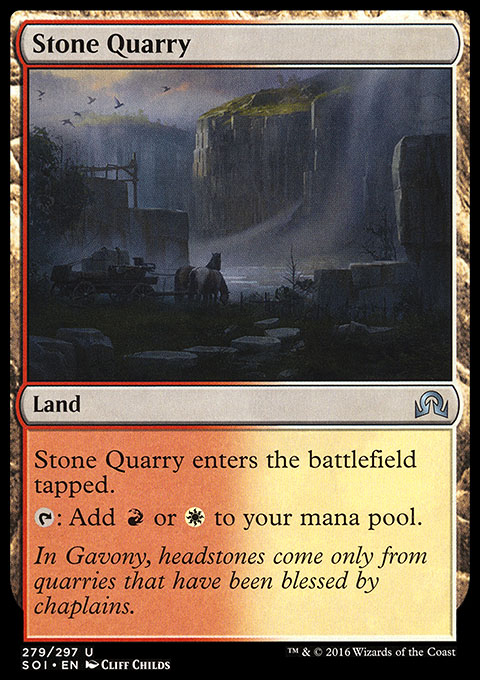 Stone Quarry
Land
Stone Quarry enters the battlefield
tapped.
: Add or to your mana pool.
In Gavony, headstones come only from
quarries that have been blessed by
chaplains.
279/297 U
SOI • EN Cliff Childs
™ & © 2016 Wizards of the Coast